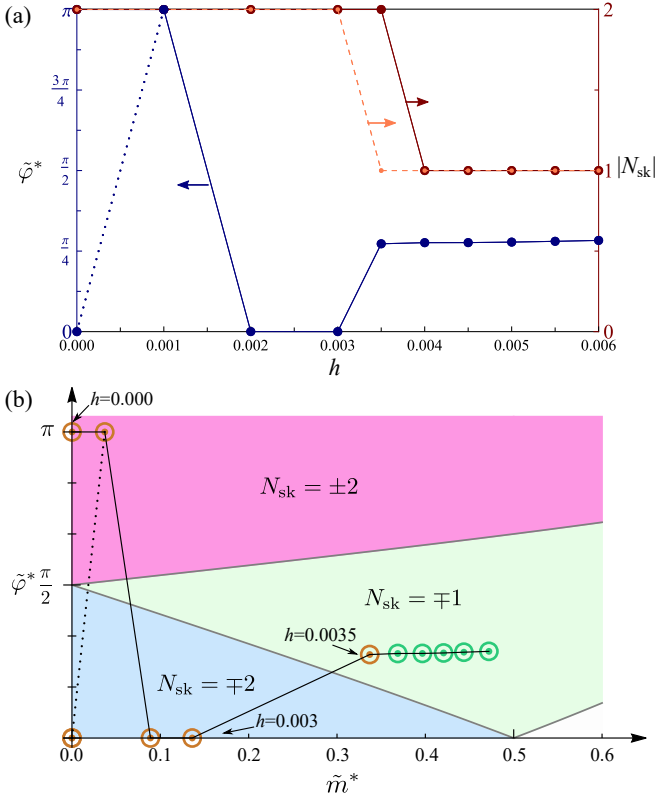 (a)
π
3π/4
π/2
π/4
0
φ̃*
2
1
0
|N_sk|
0.000 0.001 0.002 0.003 0.004 0.005 0.006
h
(b)
h=0.000
π
N_sk = ±2
φ̃* π/2
N_sk = ∓1
h=0.0035
N_sk = ∓2
h=0.003
0
0.0 0.1 0.2 0.3 0.4 0.5 0.6
m̃*